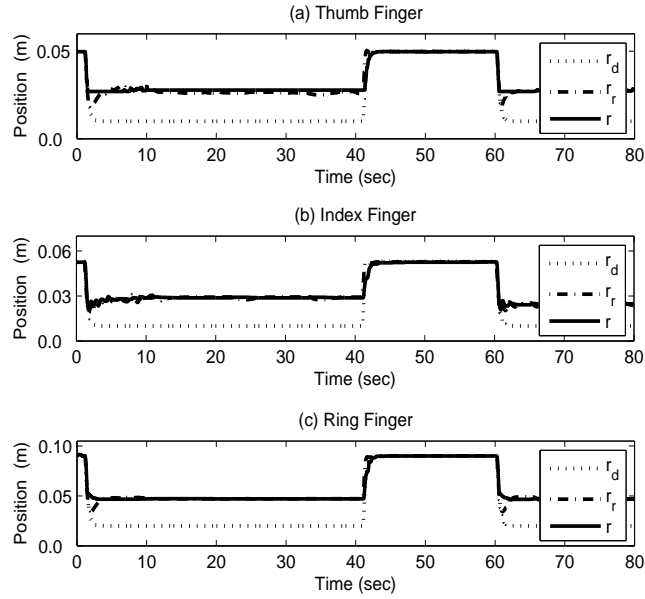 (a) Thumb Finger
Position (m)
0.05
0.0
0 10 20 30 40 50 60 70 80
Time (sec)
r_d
r_r
r
(b) Index Finger
Position (m)
0.06
0.03
0.0
0 10 20 30 40 50 60 70 80
Time (sec)
r_d
r_r
r
(c) Ring Finger
Position (m)
0.10
0.05
0.0
0 10 20 30 40 50 60 70 80
Time (sec)
r_d
r_r
r